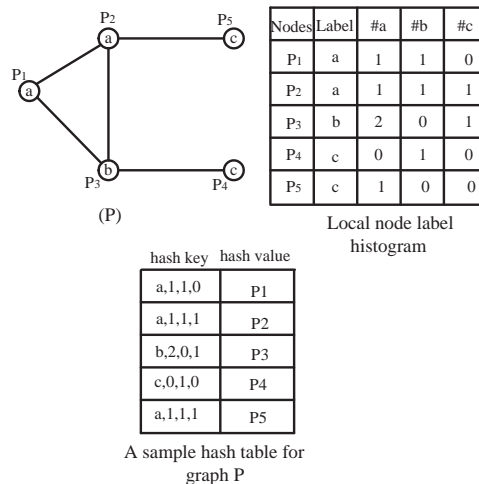 P2
P5
a
c
P1
a
b
c
P3
P4
(P)
Nodes Label #a #b #c
P1 a 1 1 0
P2 a 1 1 1
P3 b 2 0 1
P4 c 0 1 0
P5 c 1 0 0
Local node label
histogram
hash key hash value
a,1,1,0 P1
a,1,1,1 P2
b,2,0,1 P3
c,0,1,0 P4
a,1,1,1 P5
A sample hash table for
graph P